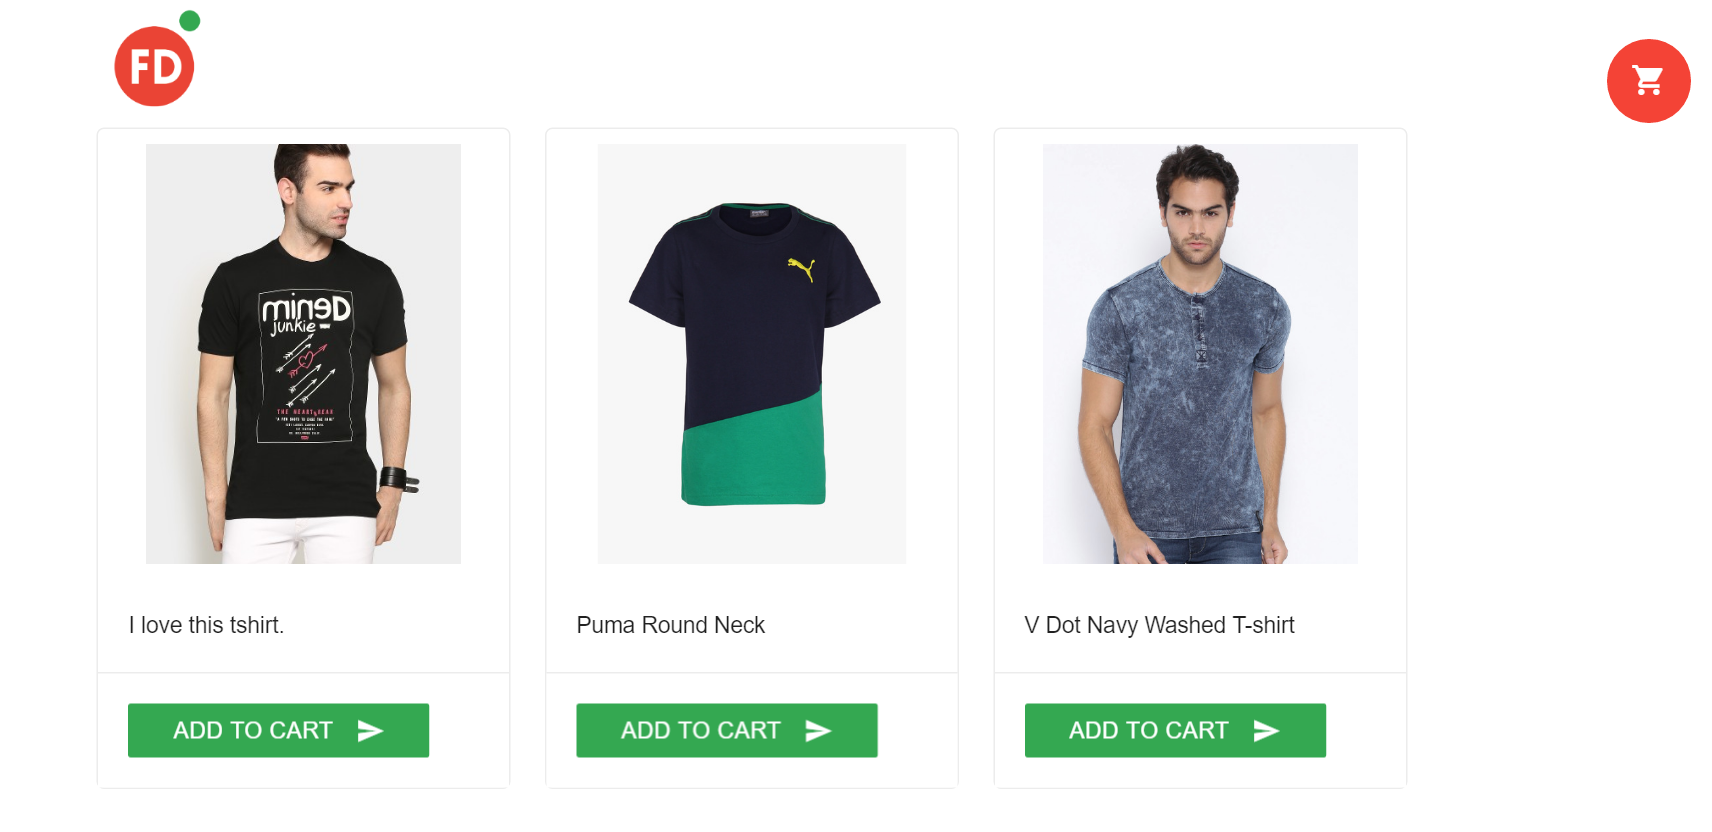 FD
mineD
junkie
THE HEART BEAK
I love this tshirt.
Puma Round Neck
V Dot Navy Washed T-shirt
ADD TO CART
ADD TO CART
ADD TO CART